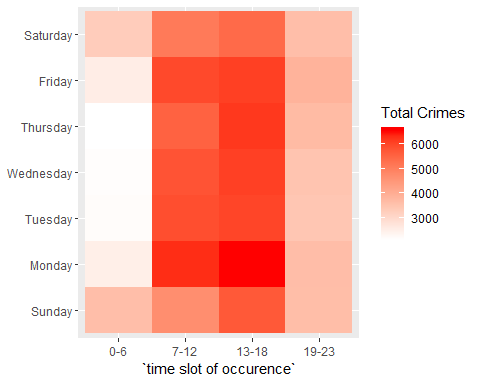 Saturday
Friday
Thursday
Wednesday
Tuesday
Monday
Sunday
0-6 7-12 13-18 19-23
`time slot of occurence`
Total Crimes
6000
5000
4000
3000